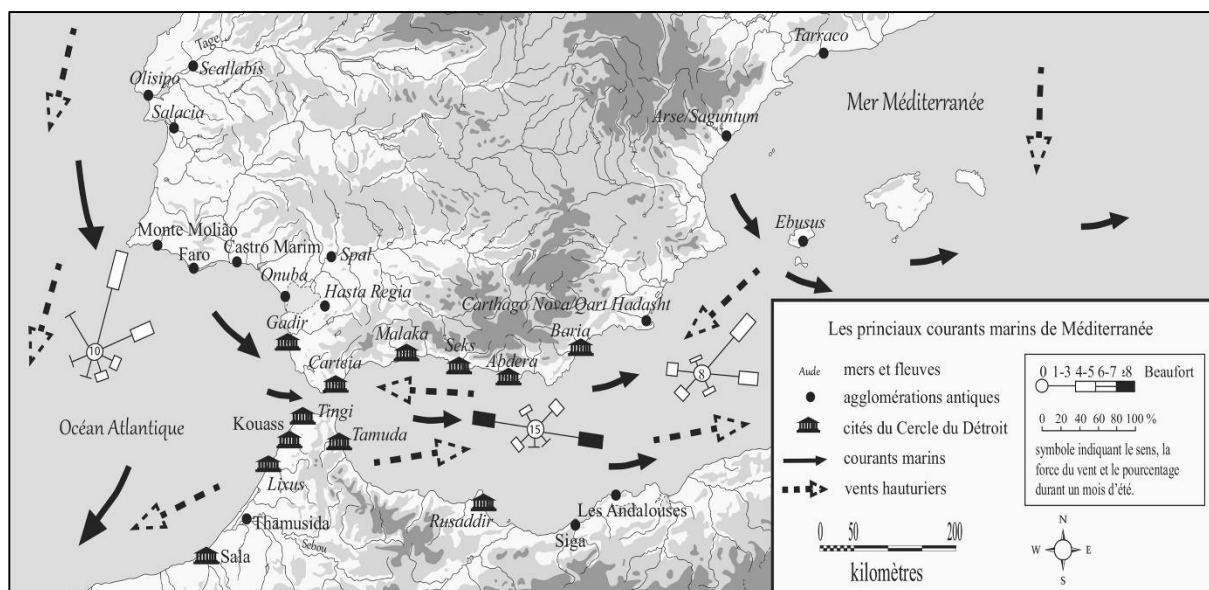 Tarraco
Tage
Scallabis
Olisipo
Mer Méditerranée
Salacia
Arse/Saguntum
Ebusus
Monte Molião
Castro Marim
Spal
Faro
Onuba
Hasta Regia
Carthago Nova/Qart Hadasht
Gadir
Malaka
Baria
Seks
Abdera
Carteia
10
8
Tingi
15
Océan Atlantique
Kouass
Tamuda
Lixus
Rusaddir
Les Andalouses
Thamusida
Siga
Sebou
Sala
Les princiaux courants marins de Méditerranée
Aude mers et fleuves
agglomérations antiques
cités du Cercle du Détroit
courants marins
vents hauturiers
0 1-3 4-5 6-7 ≥8 Beaufort
0 20 40 60 80 100 %
symbole indiquant le sens, la
force du vent et le pourcentage
durant un mois d'été.
0 50 200
kilomètres
N
W E
S